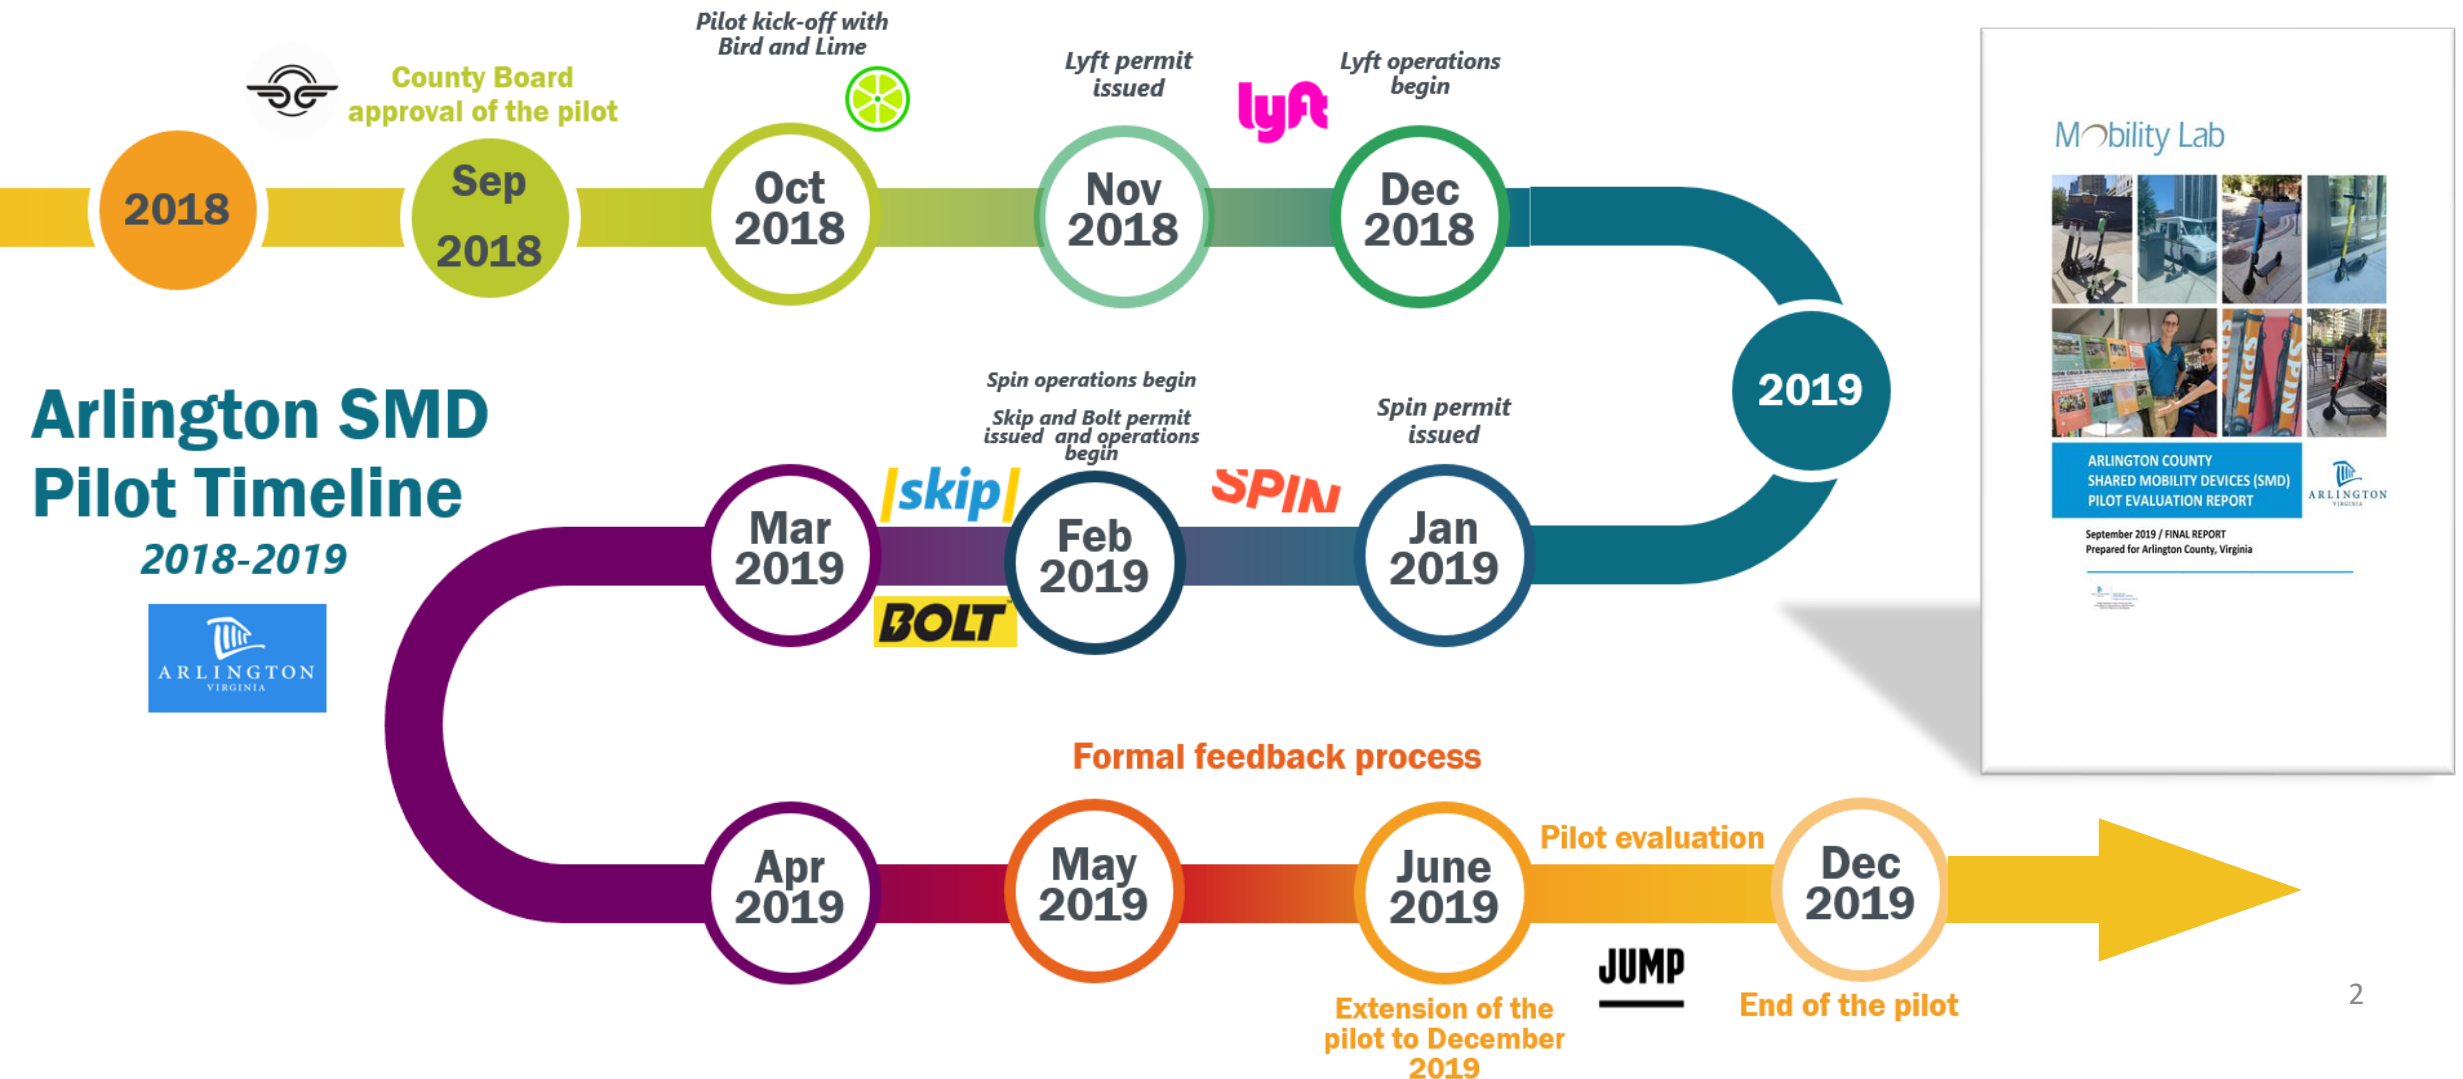 Pilot kick-off with
Bird and Lime
County Board
approval of the pilot
Lyft permit
issued
lyft
Lyft operations
begin
2018
Sep
2018
Oct
2018
Nov
2018
Dec
2018
2019
Arlington SMD
Pilot Timeline
2018-2019
ARLINGTON
VIRGINIA
Spin operations begin
Skip and Bolt permit
issued and operations
begin
Spin permit
issued
skip
SPIN
BOLT
Mar
2019
Feb
2019
Jan
2019
Formal feedback process
Apr
2019
May
2019
June
2019
Pilot evaluation
Dec
2019
JUMP
Extension of the
pilot to December
2019
End of the pilot
Mobility Lab
SPIN
SPIN
ARLINGTON COUNTY
SHARED MOBILITY DEVICES (SMD)
PILOT EVALUATION REPORT
ARLINGTON
VIRGINIA
September 2019 / FINAL REPORT
Prepared for Arlington County, Virginia
2